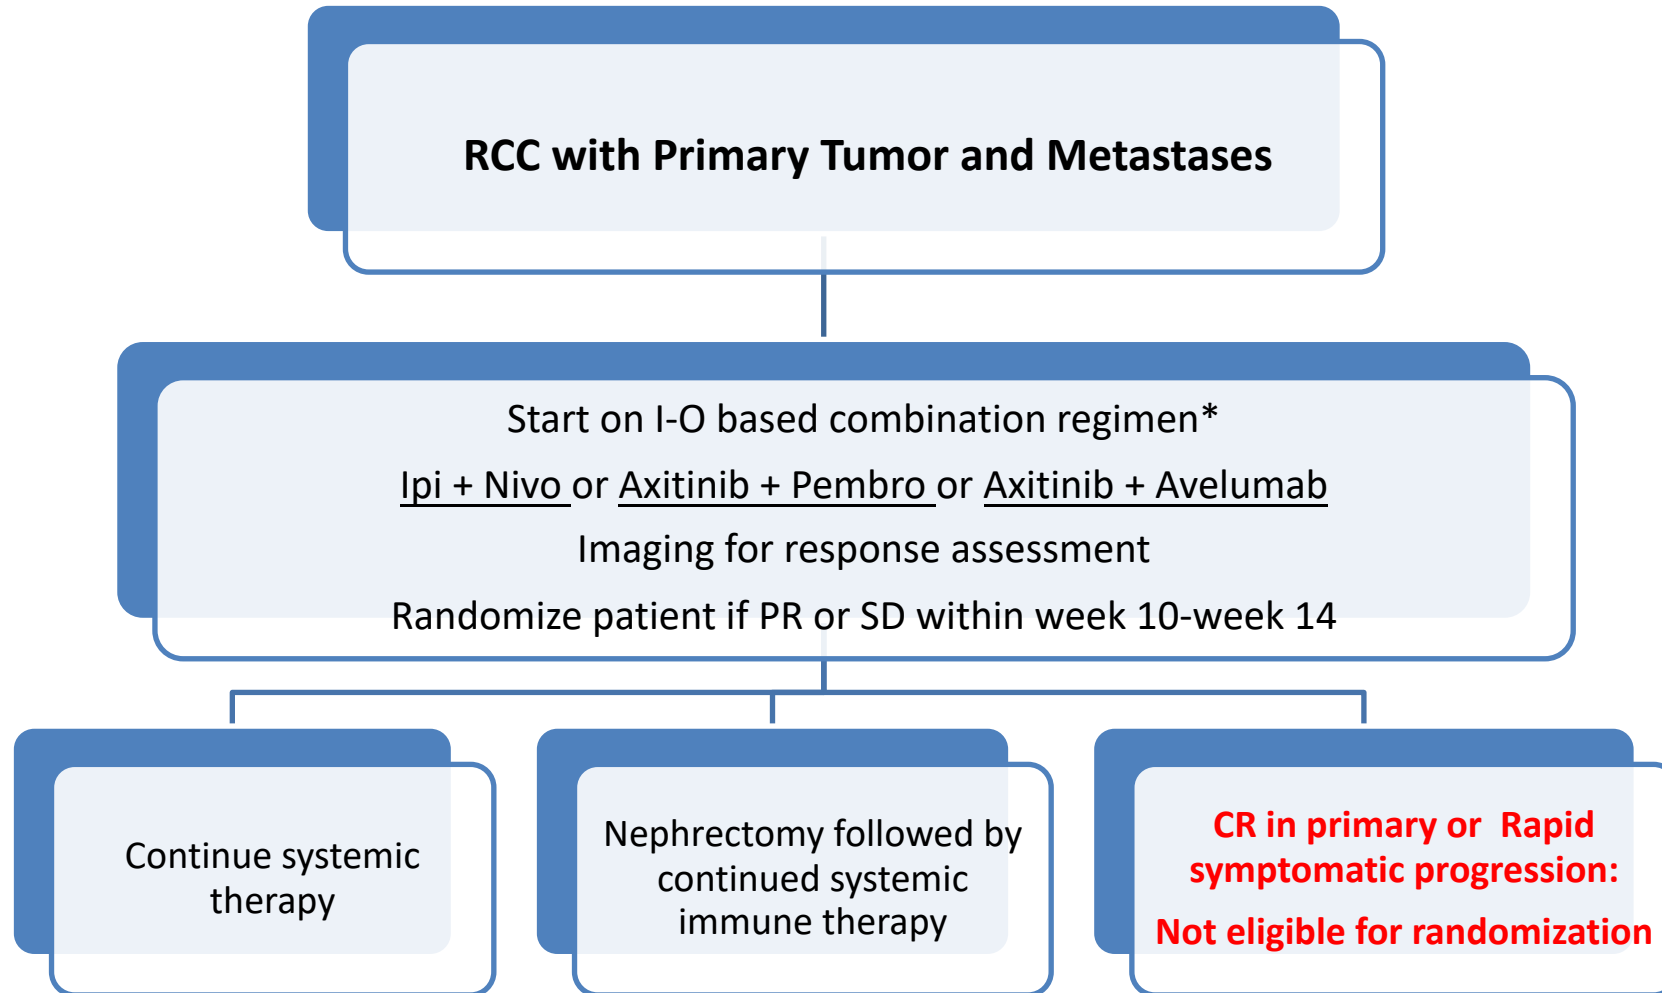 RCC with Primary Tumor and Metastases
Start on I-O based combination regimen*
Ipi + Nivo or Axitinib + Pembro or Axitinib + Avelumab
Imaging for response assessment
Randomize patient if PR or SD within week 10-week 14
Continue systemic
therapy
Nephrectomy followed by
continued systemic
immune therapy
CR in primary or Rapid
symptomatic progression:
Not eligible for randomization